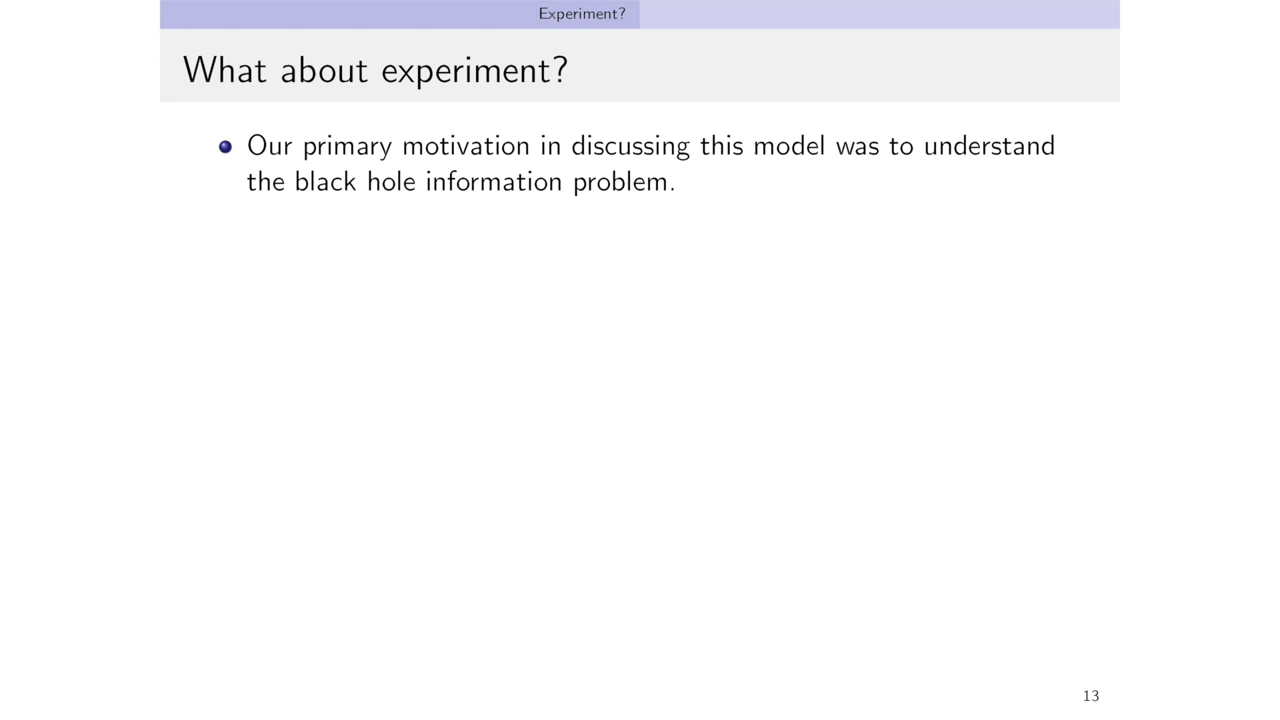 Experiment?
What about experiment?
Our primary motivation in discussing this model was to understand
the black hole information problem.
13